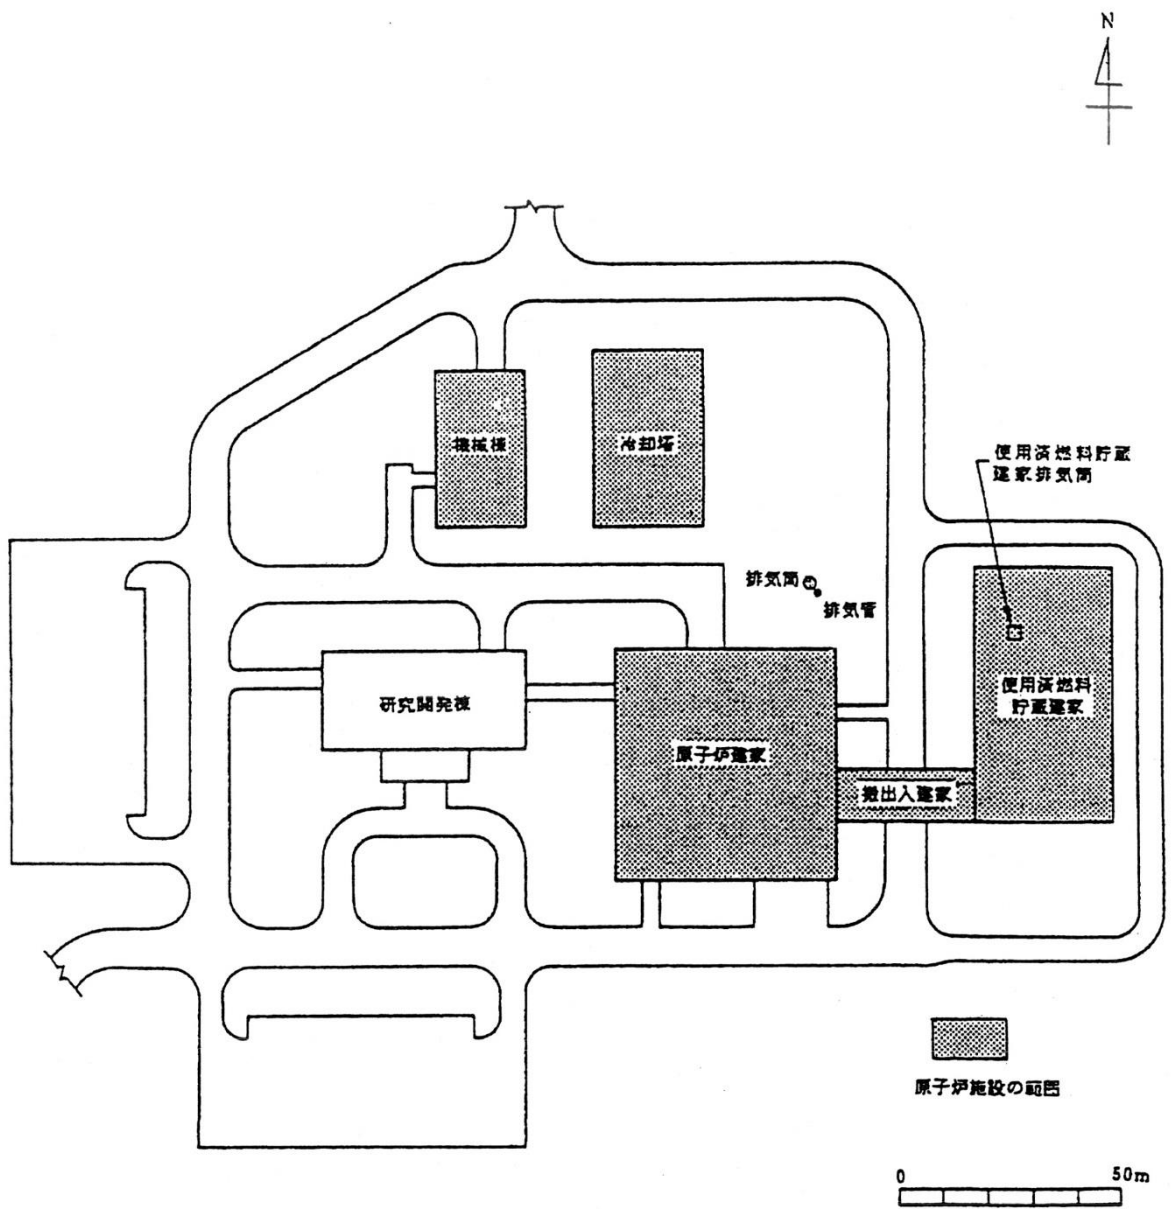 N
機械棟
冷却塔
使用済燃料貯蔵
建家排気筒
排気筒
排気管
使用済燃料
貯蔵建家
研究開発棟
原子炉建家
搬出入建家
原子炉施設の範囲
0
50m